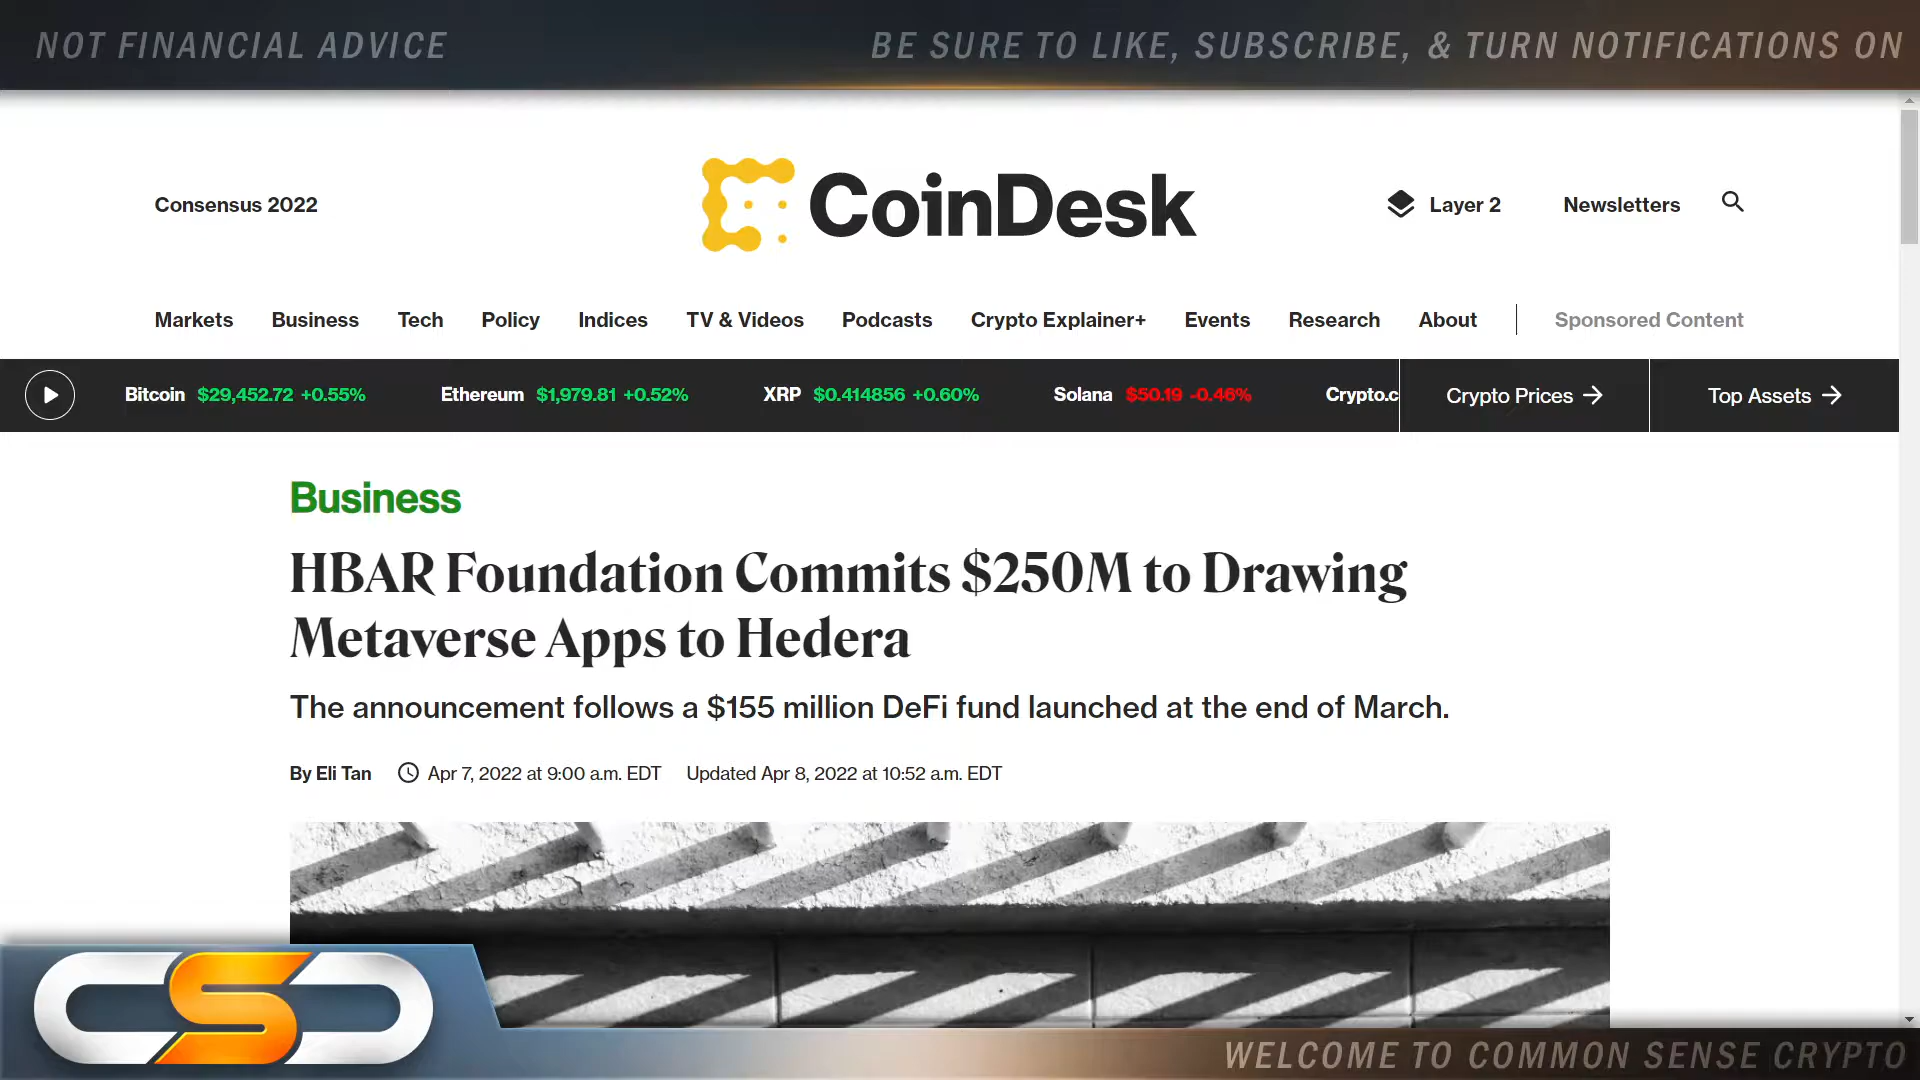 NOT FINANCIAL ADVICE
BE SURE TO LIKE, SUBSCRIBE, & TURN NOTIFICATIONS ON
Consensus 2022
CoinDesk
Layer 2
Newsletters
Markets Business Tech Policy Indices TV & Videos Podcasts Crypto Explainer+ Events Research About Sponsored Content
Bitcoin $29,452.72 +0.55% Ethereum $1,979.81 +0.52% XRP $0.414856 +0.60% Solana $50.19 -0.46% Crypto.c Crypto Prices → Top Assets →
Business
HBAR Foundation Commits $250M to Drawing
Metaverse Apps to Hedera
The announcement follows a $155 million DeFi fund launched at the end of March.
By Eli Tan Apr 7, 2022 at 9:00 a.m. EDT Updated Apr 8, 2022 at 10:52 a.m. EDT
CSC
WELCOME TO COMMON SENSE CRYPTO